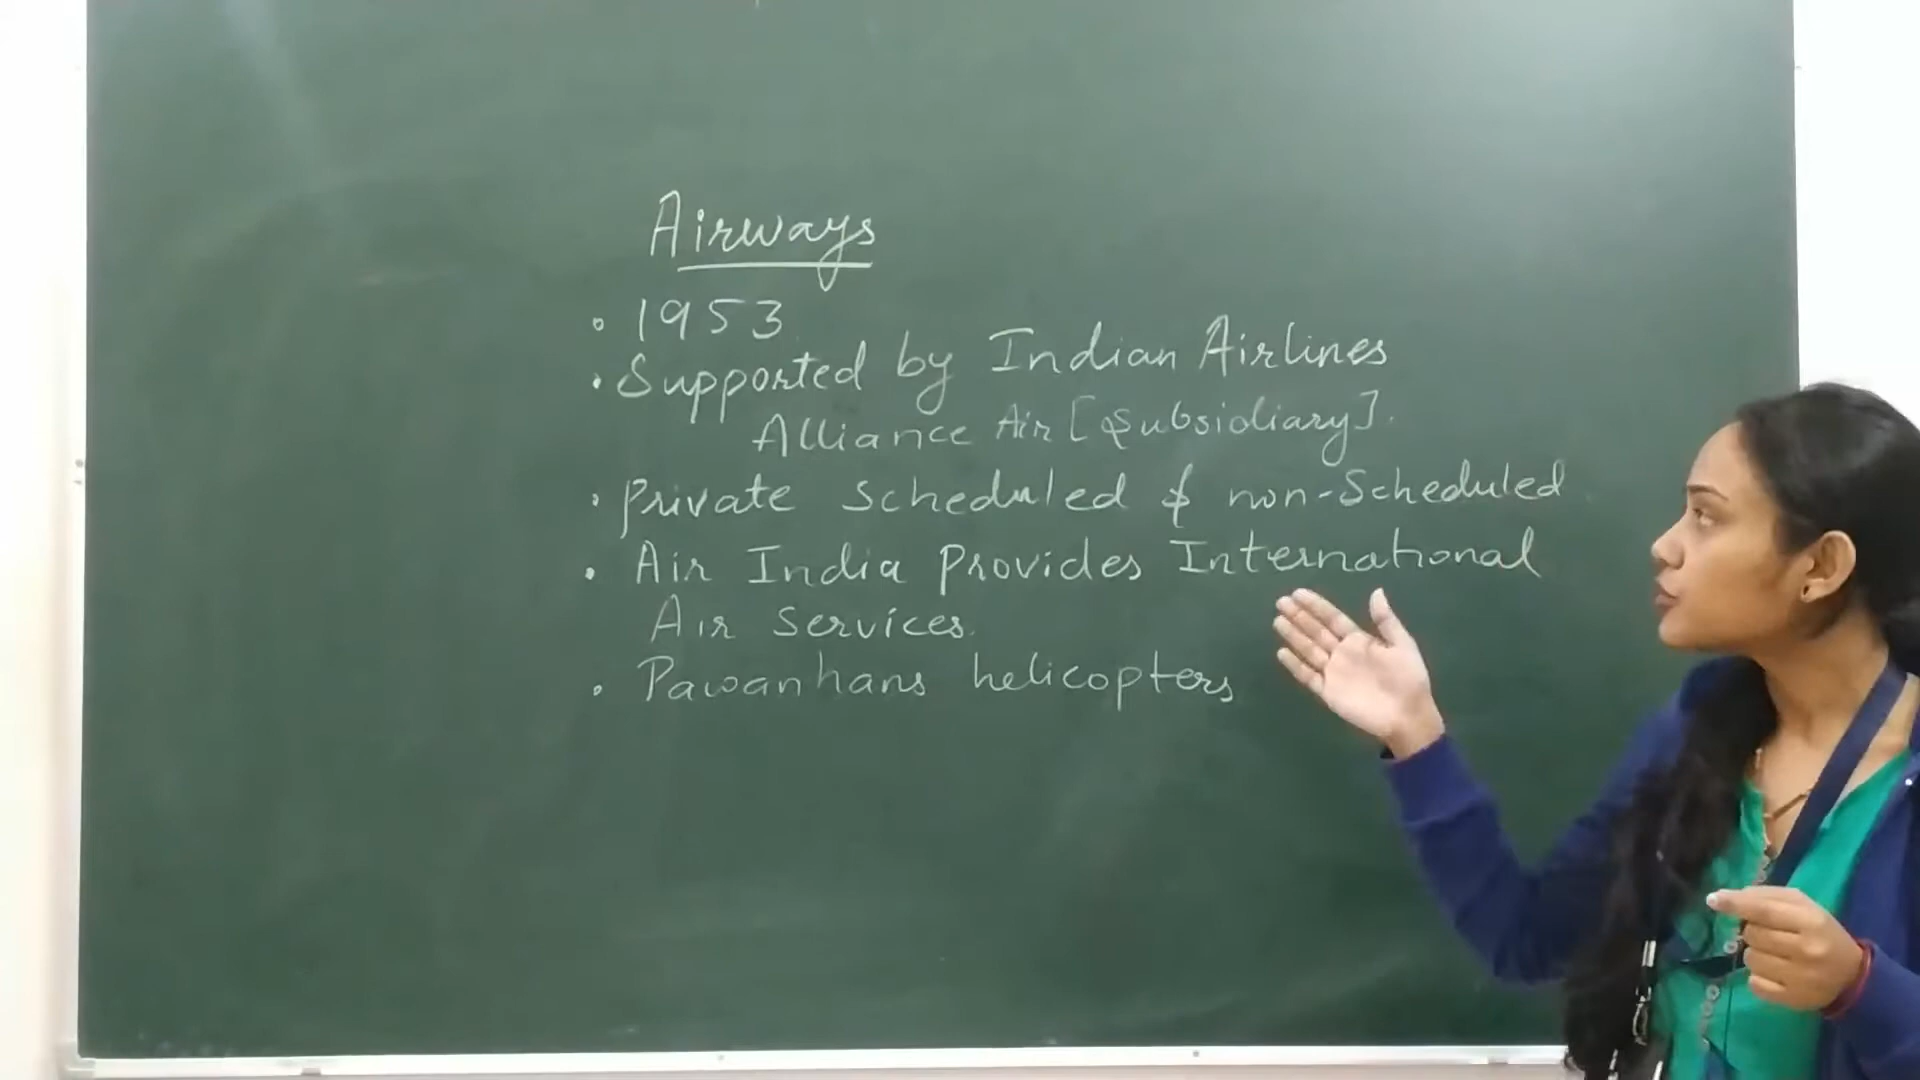 Airways
• 1953
• Supported by Indian Airlines
Alliance Air [Subsidiary].
• Private Scheduled & non-Scheduled
• Air India Provides International
Air Services.
• Pawanhans helicopters